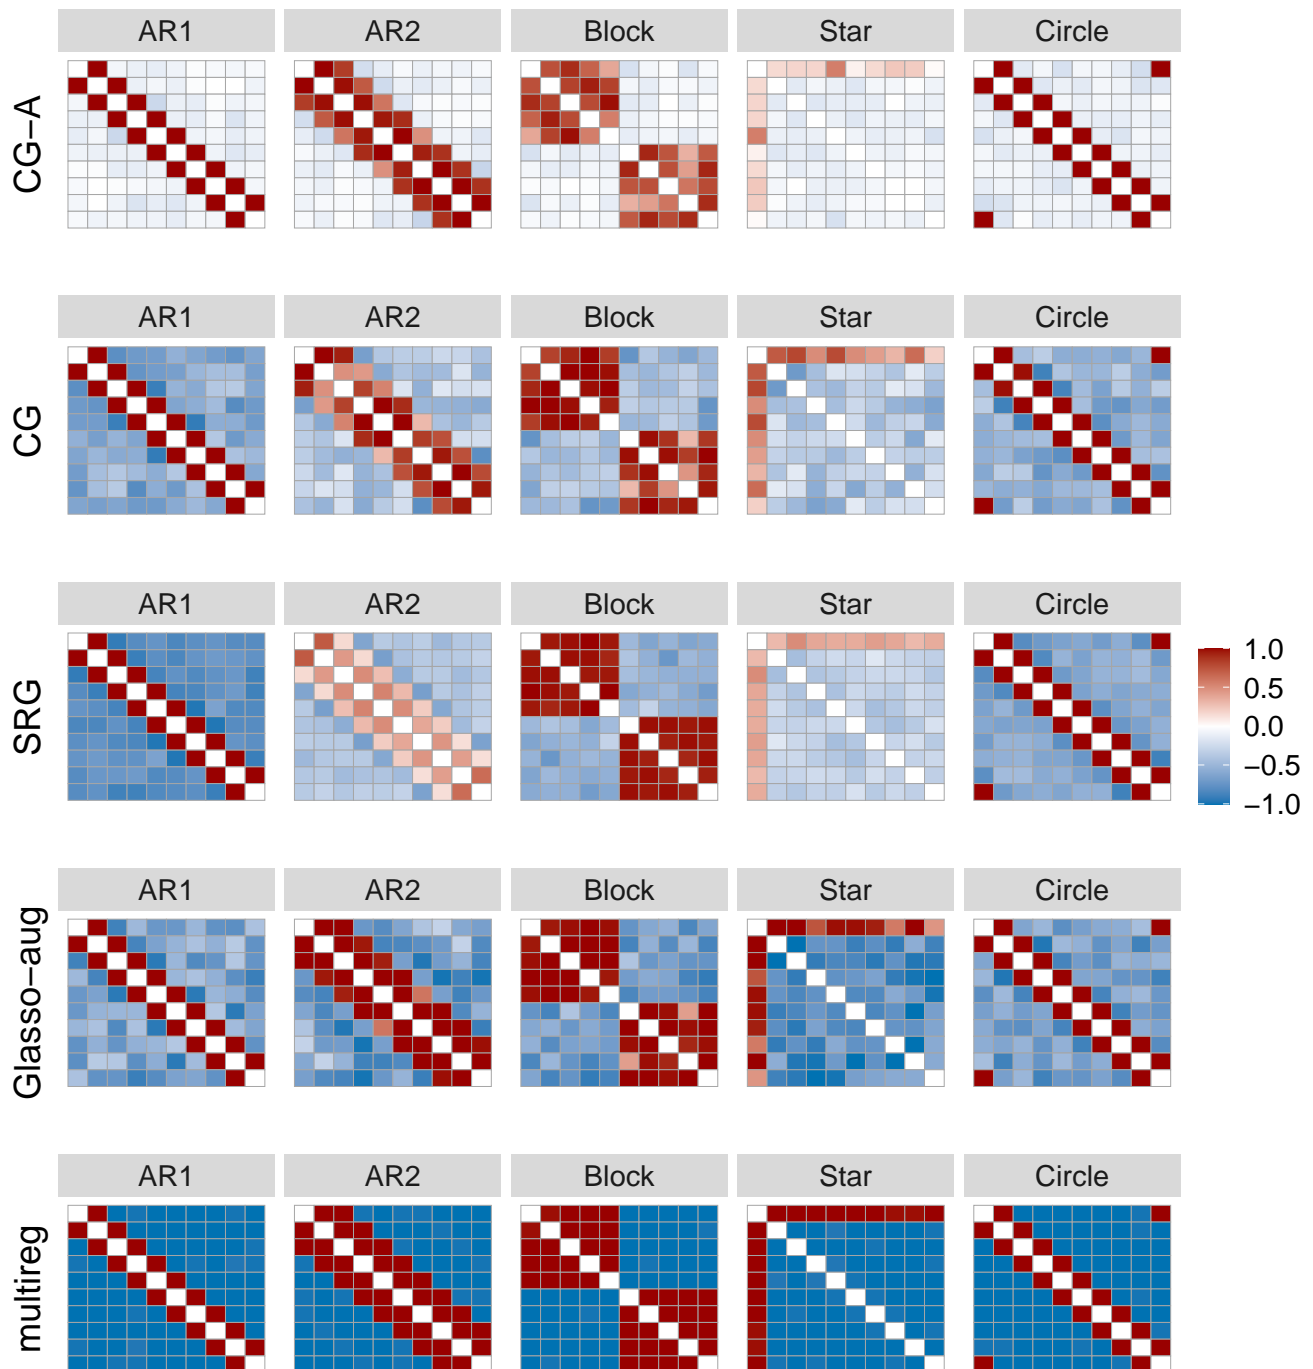 AR1 AR2 Block Star Circle
CG−A
AR1 AR2 Block Star Circle
CG
AR1 AR2 Block Star Circle
SRG
1.0
0.5
0.0
−0.5
−1.0
AR1 AR2 Block Star Circle
Glasso−aug
AR1 AR2 Block Star Circle
multireg